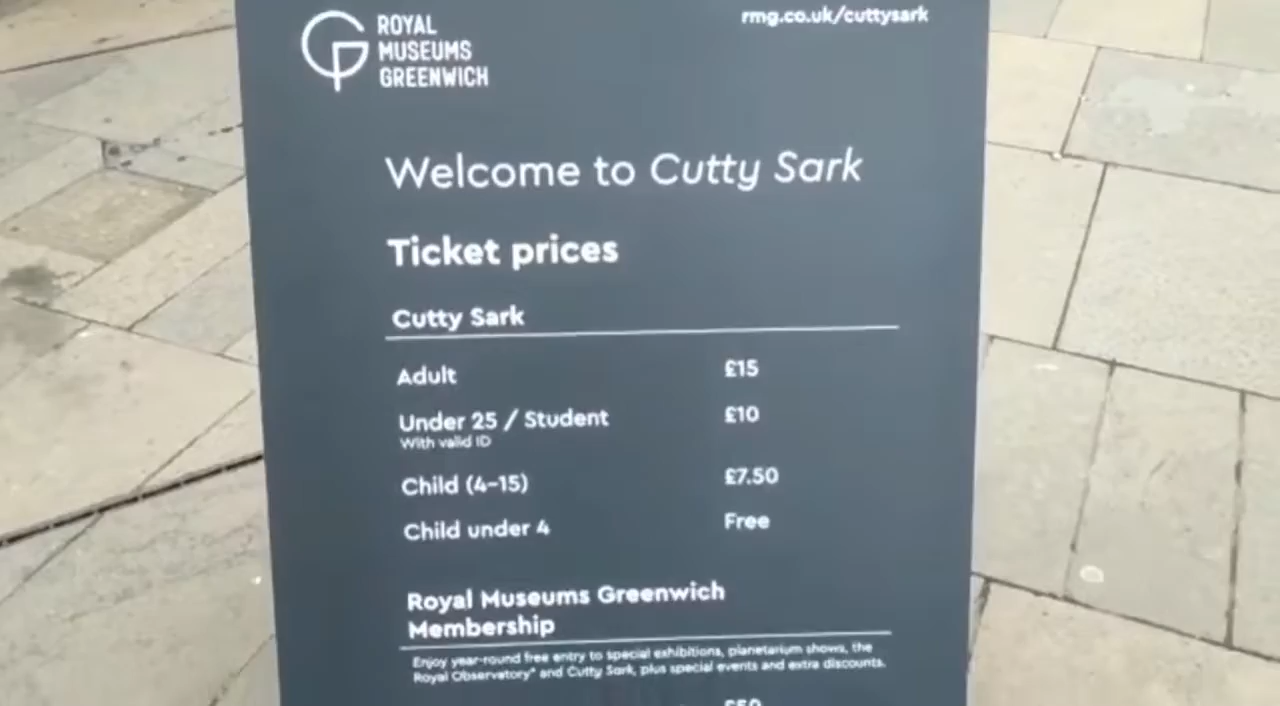 ROYAL
MUSEUMS
GREENWICH
rmg.co.uk/cuttysark
Welcome to Cutty Sark
Ticket prices
Cutty Sark
Adult £15
Under 25 / Student £10
With valid ID
Child (4-15) £7.50
Child under 4 Free
Royal Museums Greenwich
Membership
Enjoy year-round free entry to special exhibitions, planetarium shows, the
Royal Observatory* and Cutty Sark, plus special events and extra discounts.